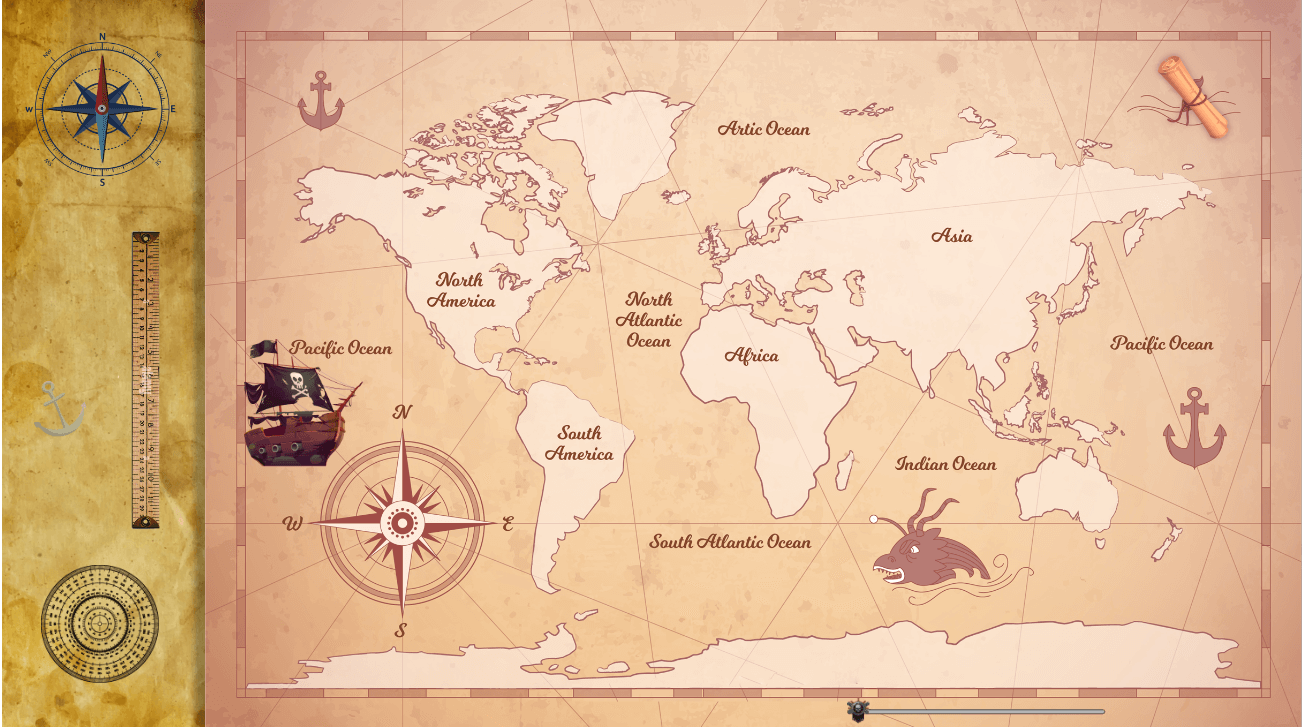 N
W
E
S
Artic Ocean
Asia
North
America
North
Atlantic
Ocean
Pacific Ocean
Africa
Pacific Ocean
N
South
America
Indian Ocean
W
E
South Atlantic Ocean
S